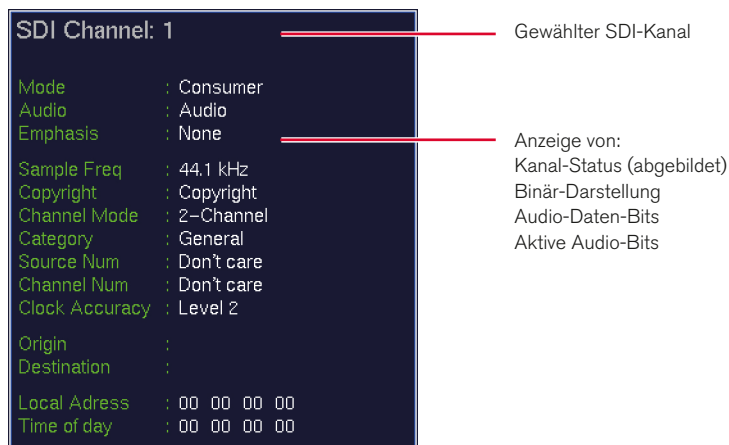 SDI Channel: 1
Mode : Consumer
Audio : Audio
Emphasis : None
Sample Freq : 44.1 kHz
Copyright : Copyright
Channel Mode : 2-Channel
Category : General
Source Num : Don't care
Channel Num : Don't care
Clock Accuracy : Level 2
Origin :
Destination :
Local Adress : 00 00 00 00
Time of day : 00 00 00 00
Gewählter SDI-Kanal
Anzeige von:
Kanal-Status (abgebildet)
Binär-Darstellung
Audio-Daten-Bits
Aktive Audio-Bits